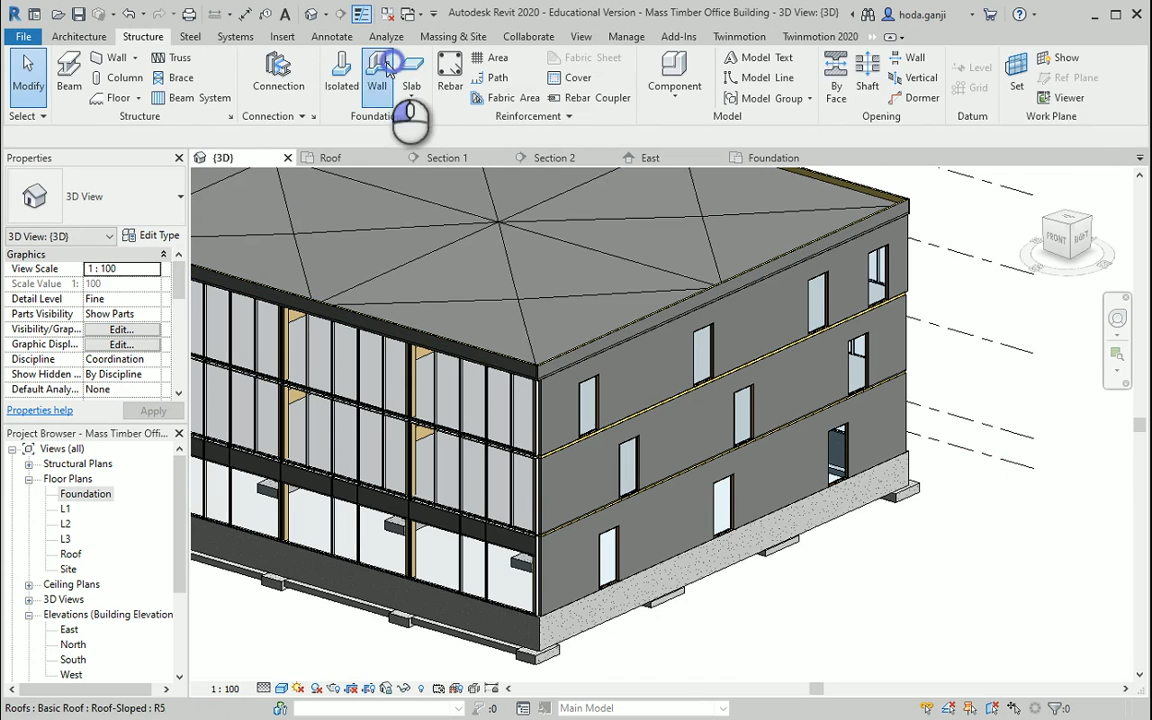 Autodesk Revit 2020 - Educational Version - Mass Timber Office Building - 3D View: {3D}
hoda.ganji
File Architecture Structure Steel Systems Insert Annotate Analyze Massing & Site Collaborate View Manage Add-Ins Twinmotion Twinmotion 2020
Modify
Select
Beam
Wall
Column
Floor
Truss
Brace
Beam System
Structure
Connection
Connection
Isolated
Wall
Slab
Rebar
Area
Path
Fabric Area
Fabric Sheet
Cover
Rebar Coupler
Reinforcement
Component
Model Text
Model Line
Model Group
Model
By Face
Shaft
Wall
Vertical
Dormer
Opening
Level
Grid
Datum
Set
Show
Ref Plane
Viewer
Work Plane
Properties
{3D}
Roof
Section 1
Section 2
East
Foundation
3D View
3D View: {3D}
Edit Type
Graphics
View Scale 1 : 100
Scale Value 1: 100
Detail Level Fine
Parts Visibility Show Parts
Visibility/Grap... Edit...
Graphic Displ... Edit...
Discipline Coordination
Show Hidden ... By Discipline
Default Analy... None
Properties help
Apply
Project Browser - Mass Timber Offi...
Views (all)
Structural Plans
Floor Plans
Foundation
L1
L2
L3
Roof
Site
Ceiling Plans
3D Views
Elevations (Building Elevation
East
North
South
West
FRONT
1 : 100
Roofs : Basic Roof : Roof-Sloped : R5
:0
Main Model
:0